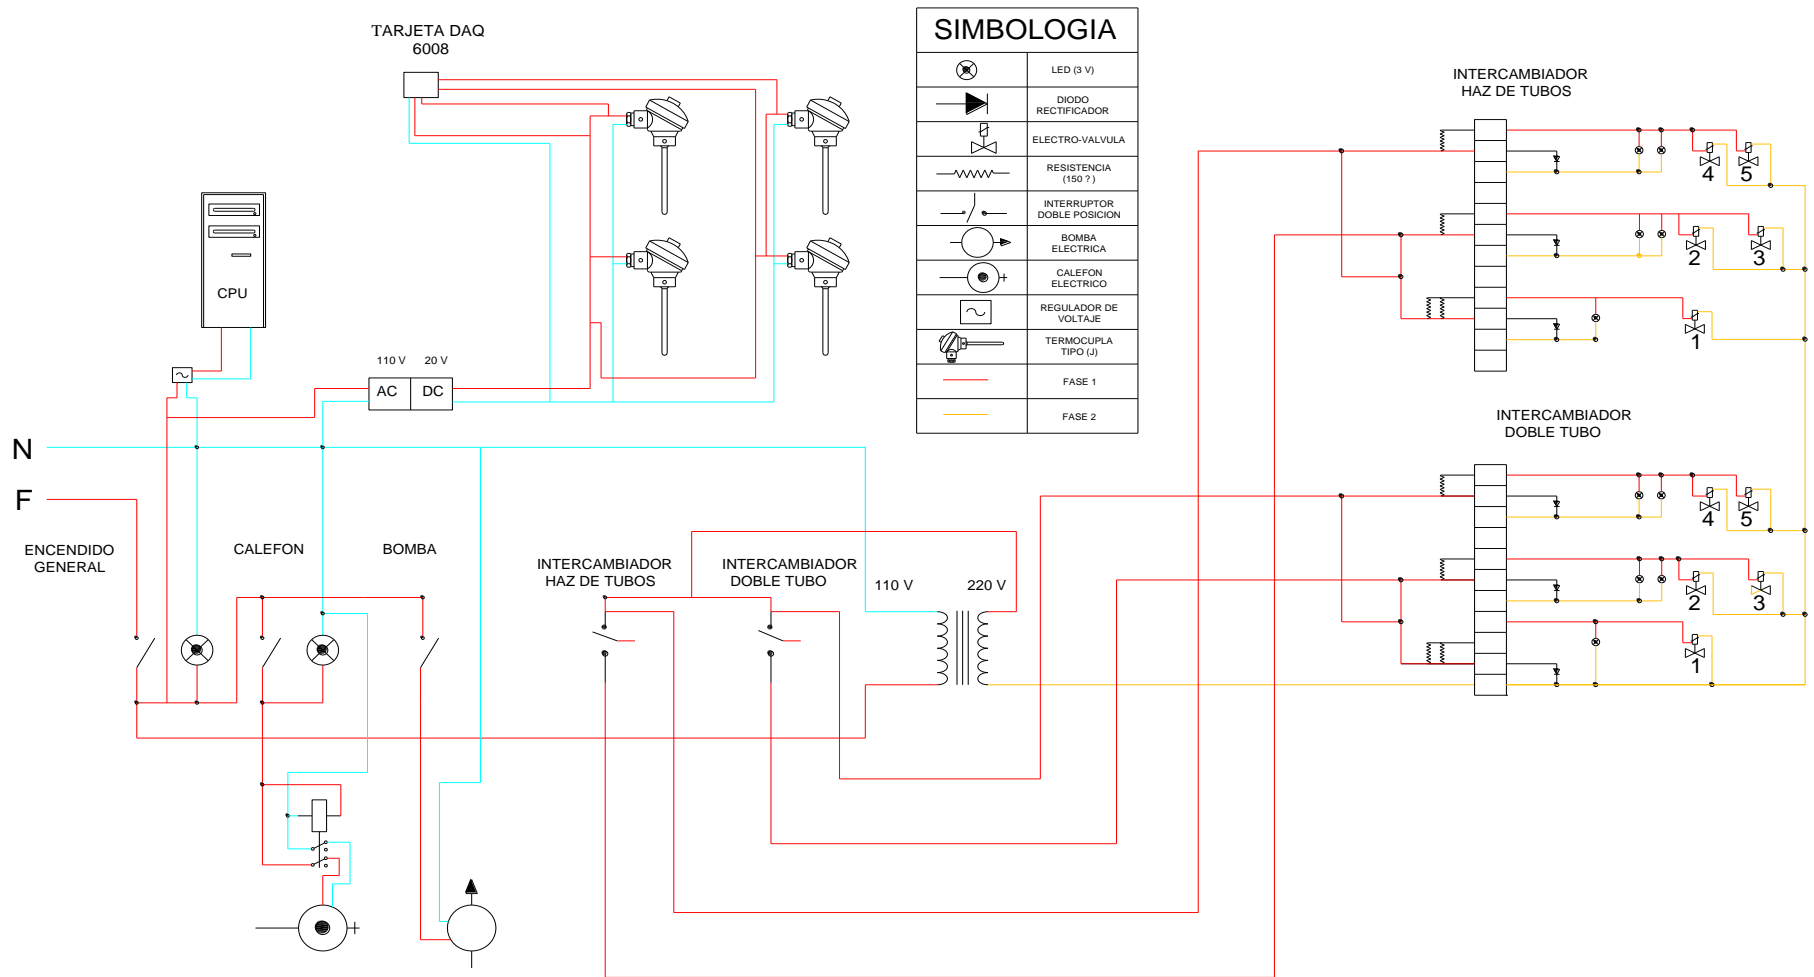 TARJETA DAQ
6008
SIMBOLOGIA
LED (3 V)
DIODO
RECTIFICADOR
ELECTRO-VALVULA
RESISTENCIA
(150 ? )
INTERRUPTOR
DOBLE POSICION
BOMBA
ELECTRICA
CALEFON
ELECTRICO
REGULADOR DE
VOLTAJE
TERMOCUPLA
TIPO (J)
FASE 1
FASE 2
INTERCAMBIADOR
HAZ DE TUBOS
4 5
2 3
1
INTERCAMBIADOR
DOBLE TUBO
4 5
2 3
1
CPU
110 V 20 V
AC DC
N
F
ENCENDIDO
GENERAL
CALEFON
BOMBA
INTERCAMBIADOR
HAZ DE TUBOS
INTERCAMBIADOR
DOBLE TUBO
110 V 220 V